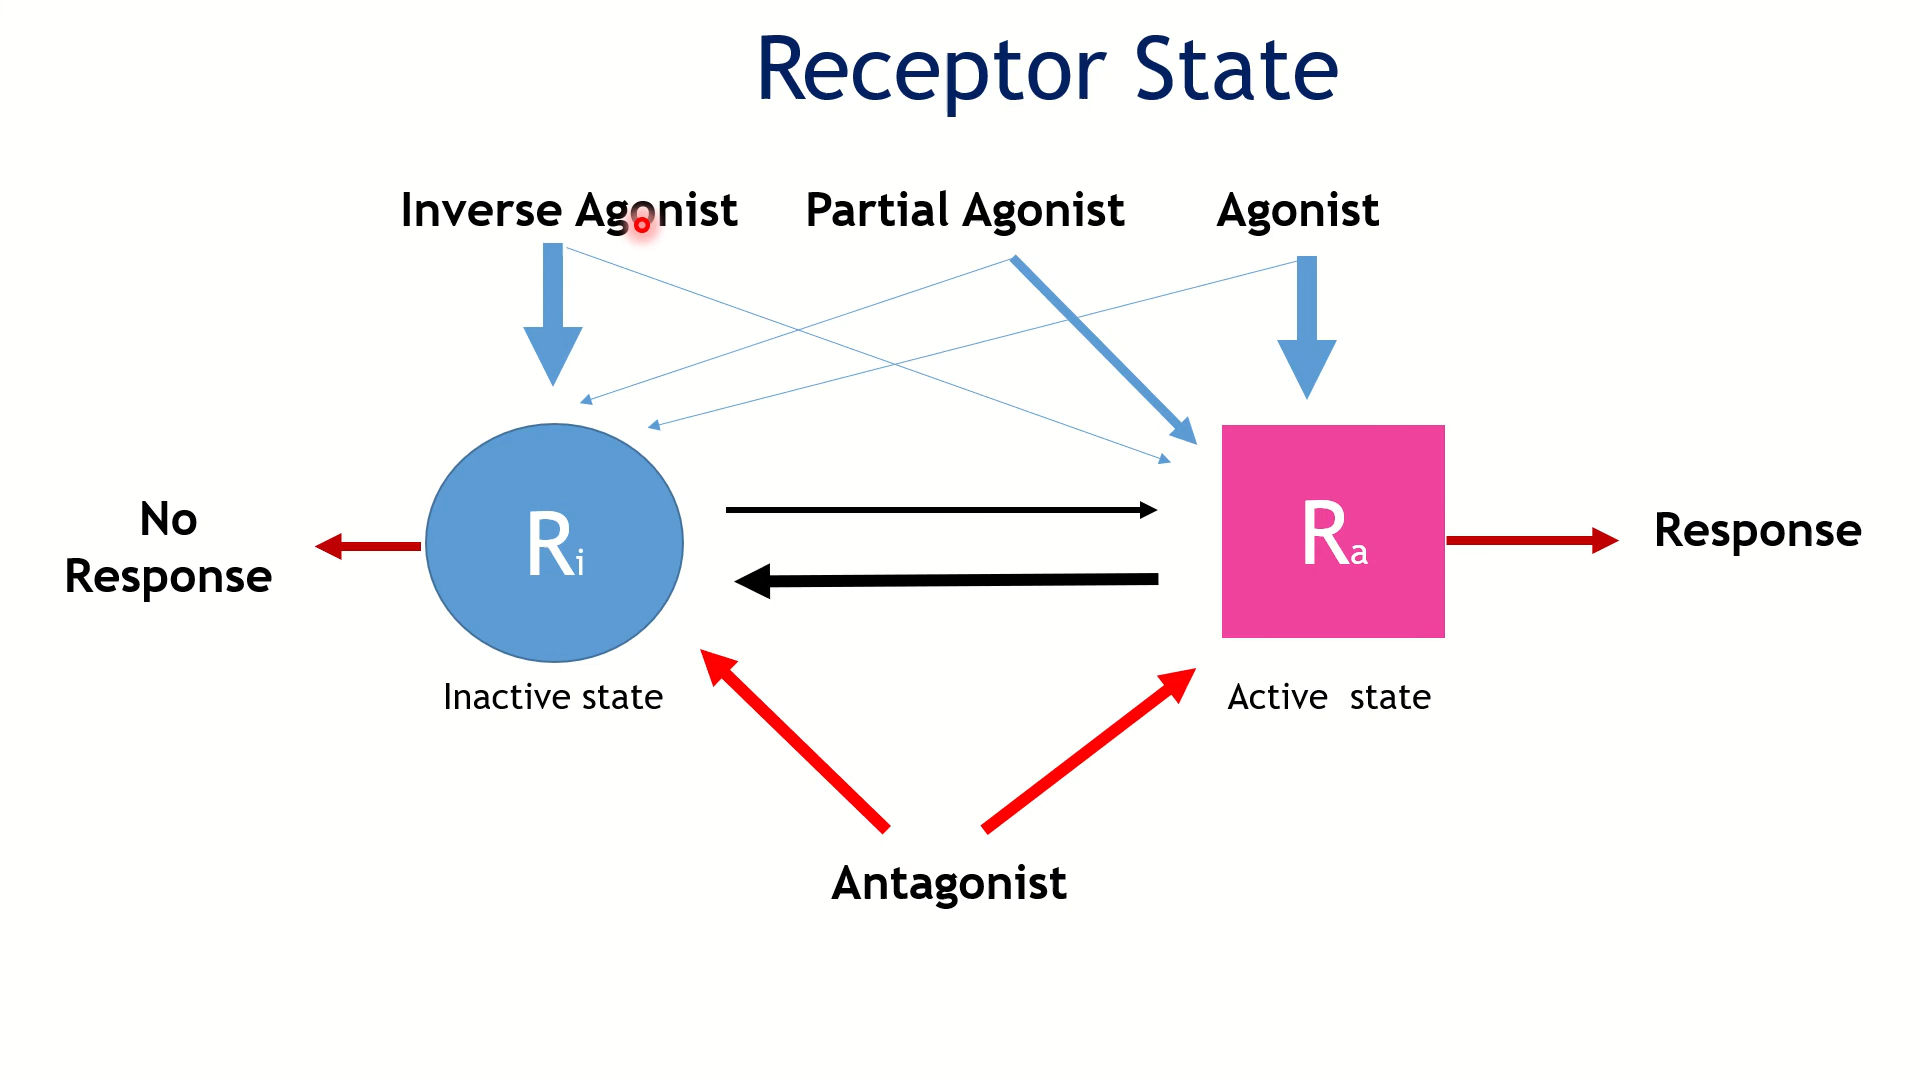 Receptor State
Inverse Agonist
Partial Agonist
Agonist
No
Response
Ri
Ra
Response
Inactive state
Active  state
Antagonist